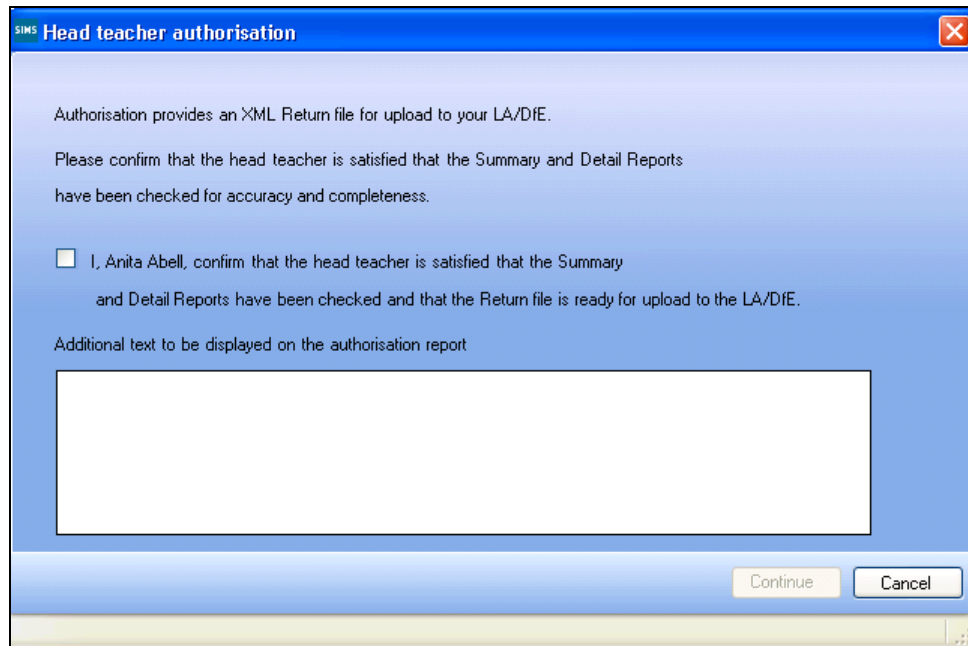 SIMS Head teacher authorisation
Authorisation provides an XML Return file for upload to your LA/DfE.
Please confirm that the head teacher is satisfied that the Summary and Detail Reports
have been checked for accuracy and completeness.
I, Anita Abell, confirm that the head teacher is satisfied that the Summary
and Detail Reports have been checked and that the Return file is ready for upload to the LA/DfE.
Additional text to be displayed on the authorisation report
Continue Cancel